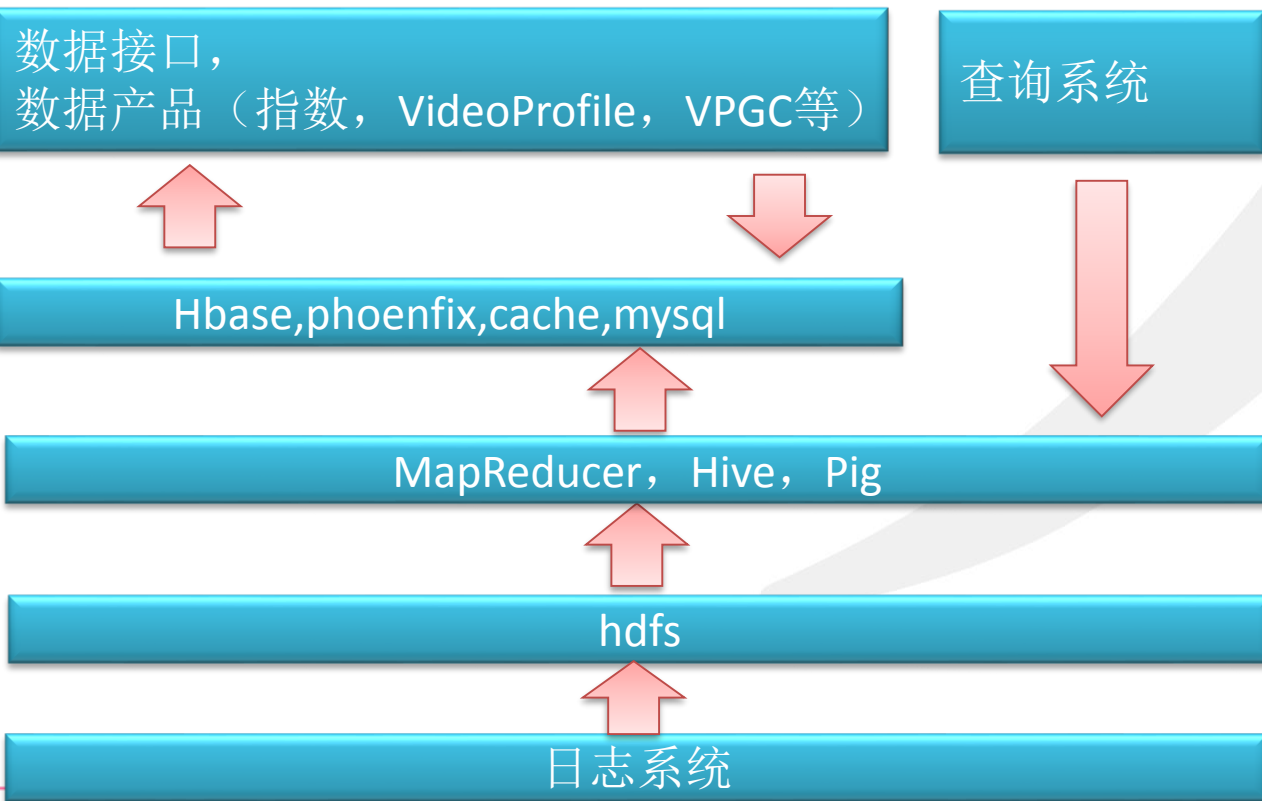 数据接口，
数据产品（指数，VideoProfile，VPGC等）
查询系统
Hbase,phoenfix,cache,mysql
MapReducer，Hive，Pig
hdfs
日志系统